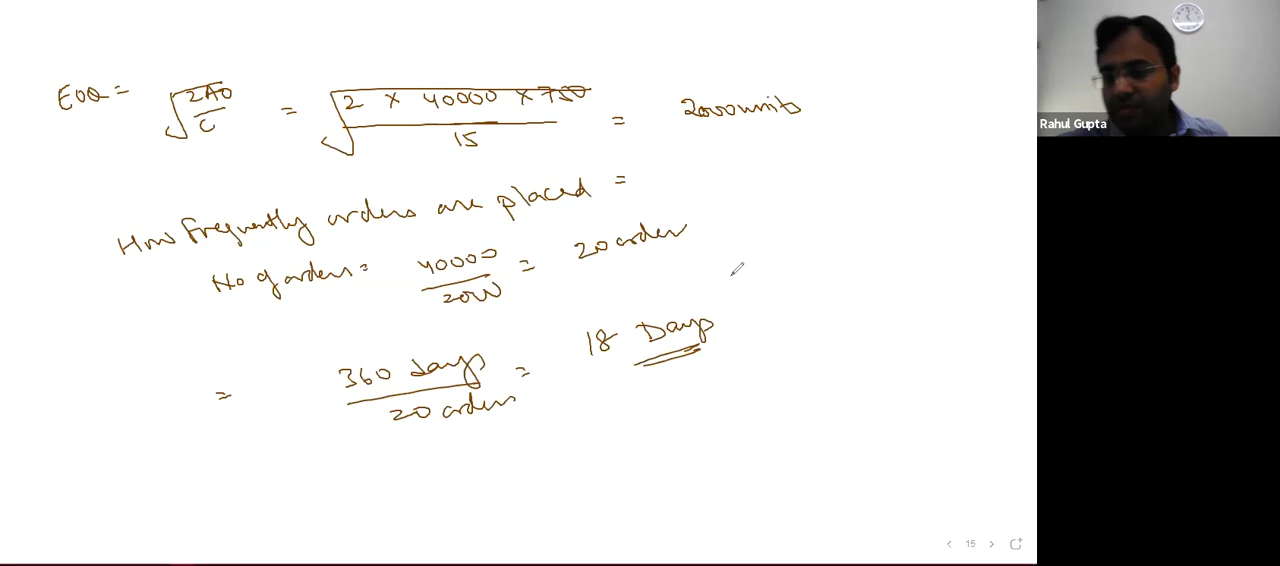 EOQ = √2AO/C = √2 × 40000 × 750/15 = 2000 units
How Frequently orders are placed =
No of orders = 40000/2000 = 20 orders
= 360 days/20 orders = 18 Days
Rahul Gupta
< 15 >